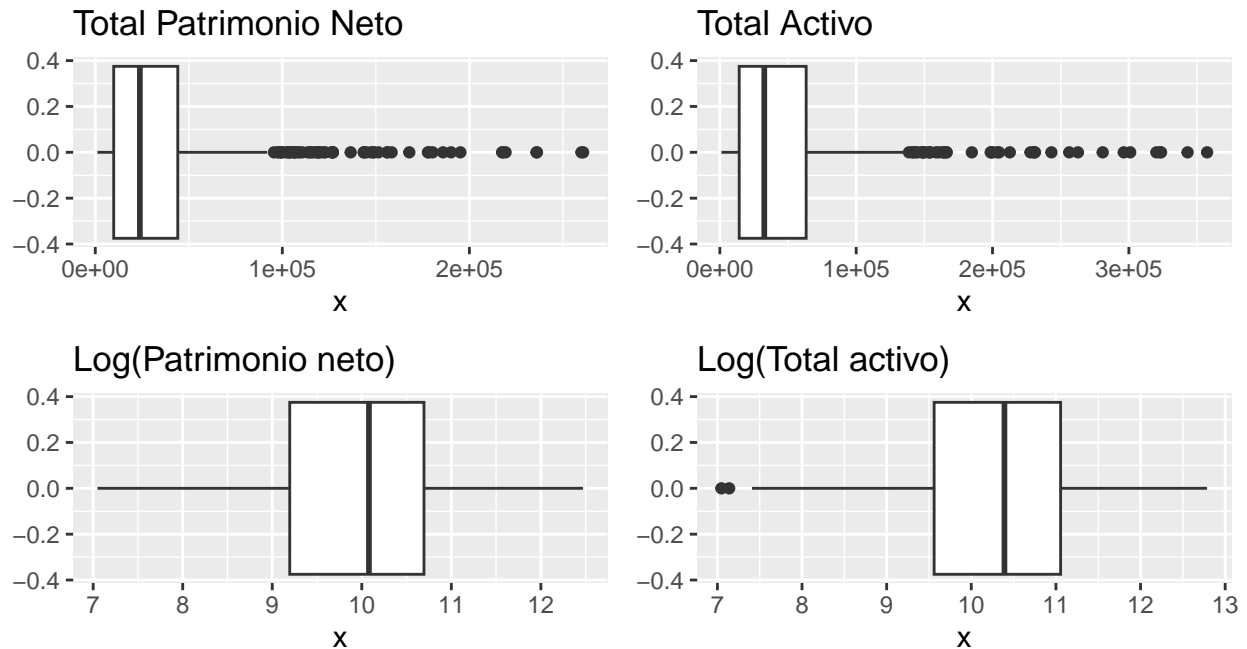 Total Patrimonio Neto
0.4
0.2
0.0
−0.2
−0.4
0e+00 1e+05 2e+05
x
Total Activo
0.4
0.2
0.0
−0.2
−0.4
0e+00 1e+05 2e+05 3e+05
x
Log(Patrimonio neto)
0.4
0.2
0.0
−0.2
−0.4
7 8 9 10 11 12
x
Log(Total activo)
0.4
0.2
0.0
−0.2
−0.4
7 8 9 10 11 12 13
x